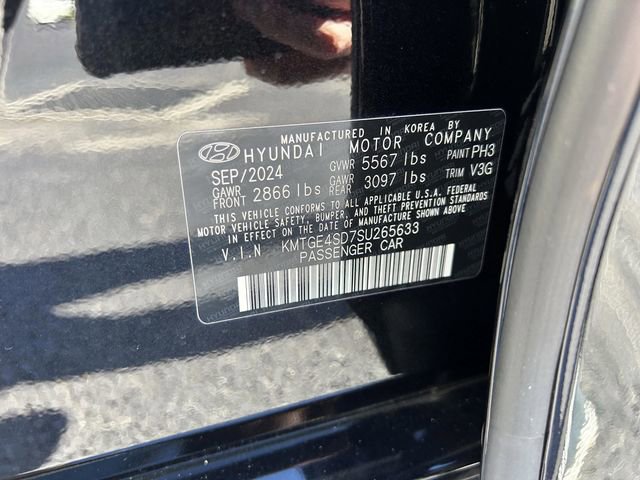 MANUFACTURED IN KOREA BY
HYUNDAI MOTOR COMPANY
SEP/2024 GVWR 5567 lbs PAINT PH3
GAWR FRONT 2866 lbs GAWR REAR 3097 lbs TRIM V3G
THIS VEHICLE CONFORMS TO ALL APPLICABLE U.S.A. FEDERAL
MOTOR VEHICLE SAFETY, BUMPER, AND THEFT PREVENTION STANDARDS
IN EFFECT ON THE DATE OF MANUFACTURE SHOWN ABOVE.
V.I.N KMTGE4SD7SU265633
PASSENGER CAR